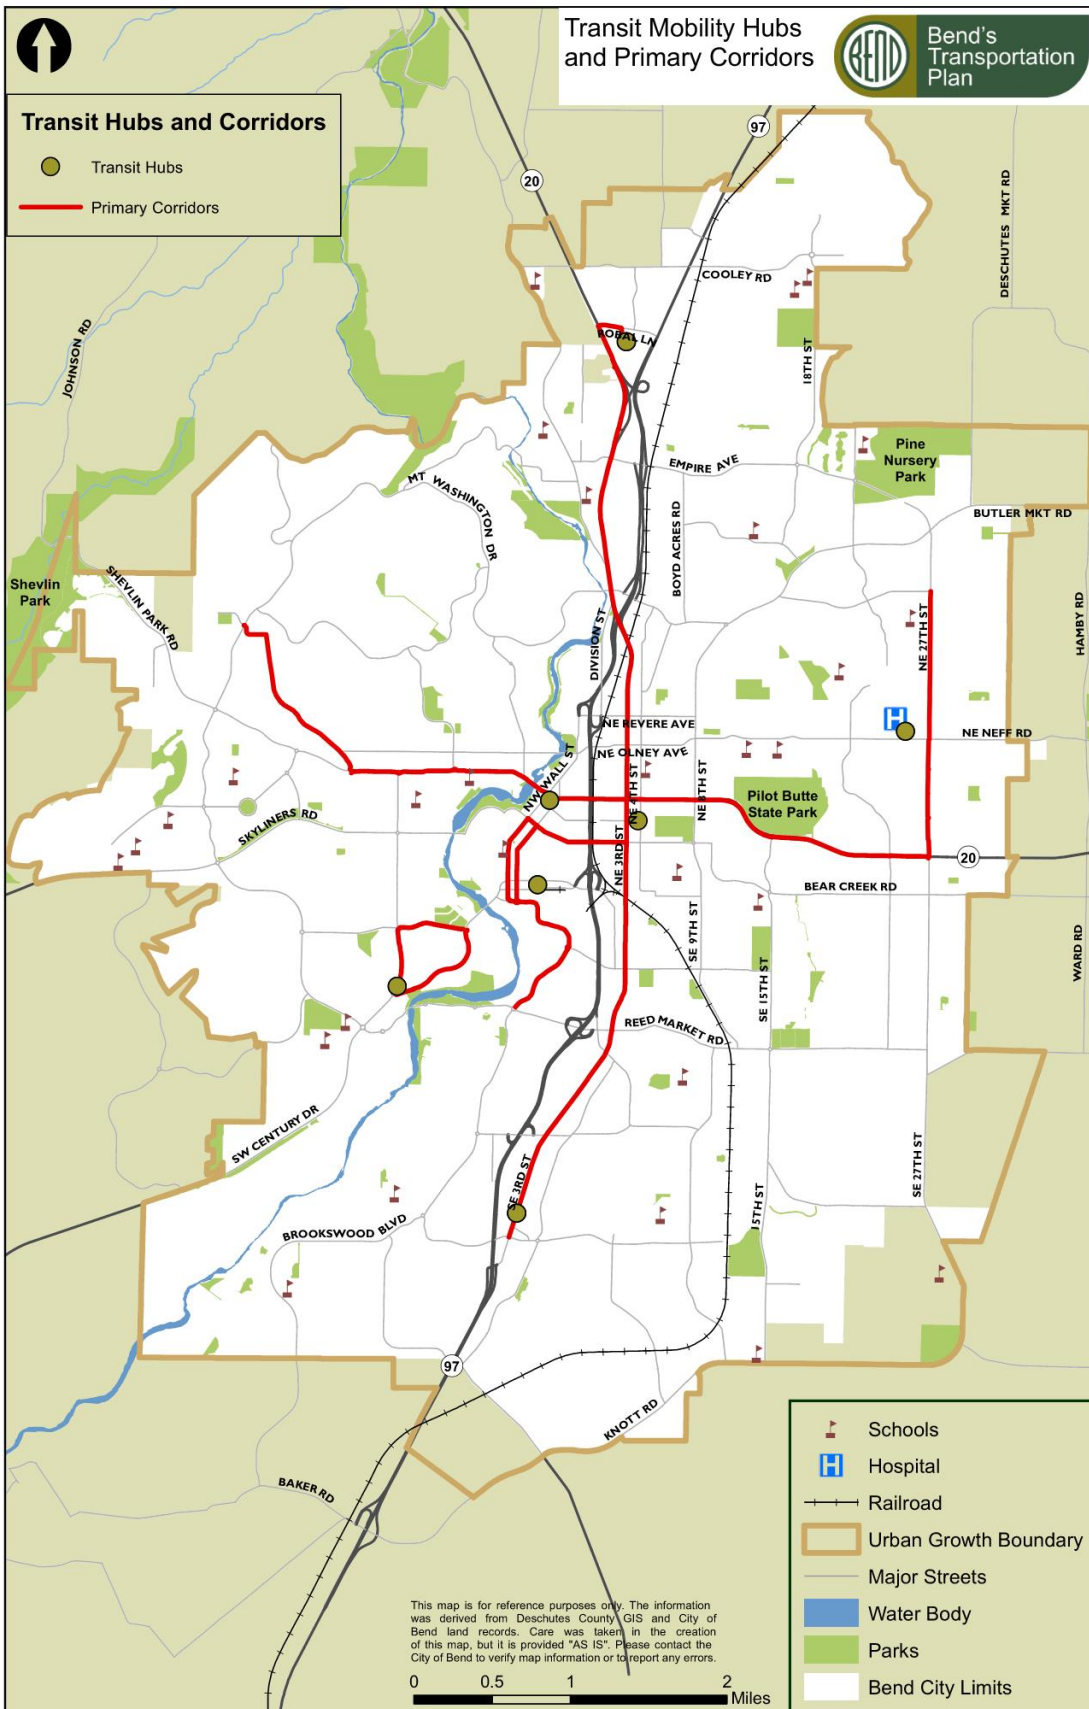 Transit Mobility Hubs
and Primary Corridors
BEND
Bend's
Transportation
Plan
Transit Hubs and Corridors
Transit Hubs
Primary Corridors
97
20
DESCHUTES MKT RD
COOLEY RD
ROBAL LN
JOHNSON RD
18TH ST
Pine
Nursery
Park
EMPIRE AVE
MT WASHINGTON DR
BUTLER MKT RD
BOYD ACRES RD
Shevlin
Park
SHEVLIN PARK RD
HAMBY RD
DIVISION ST
NE 27TH ST
H
NE REVERE AVE
NE NEFF RD
NE OLNEY AVE
NW WALL ST
NE 4TH ST
NE 8TH ST
Pilot Butte
State Park
SKYLINERS RD
NE 3RD ST
20
BEAR CREEK RD
SE 9TH ST
WARD RD
SE 15TH ST
REED MARKET RD
SW CENTURY DR
SE 27TH ST
SE 3RD ST
15TH ST
BROOKSWOOD BLVD
97
KNOTT RD
BAKER RD
Schools
H
Hospital
Railroad
Urban Growth Boundary
Major Streets
Water Body
Parks
Bend City Limits
This map is for reference purposes only. The information
was derived from Deschutes County GIS and City of
Bend land records. Care was taken in the creation
of this map, but it is provided "AS IS". Please contact the
City of Bend to verify map information or to report any errors.
0 0.5 1 2
Miles